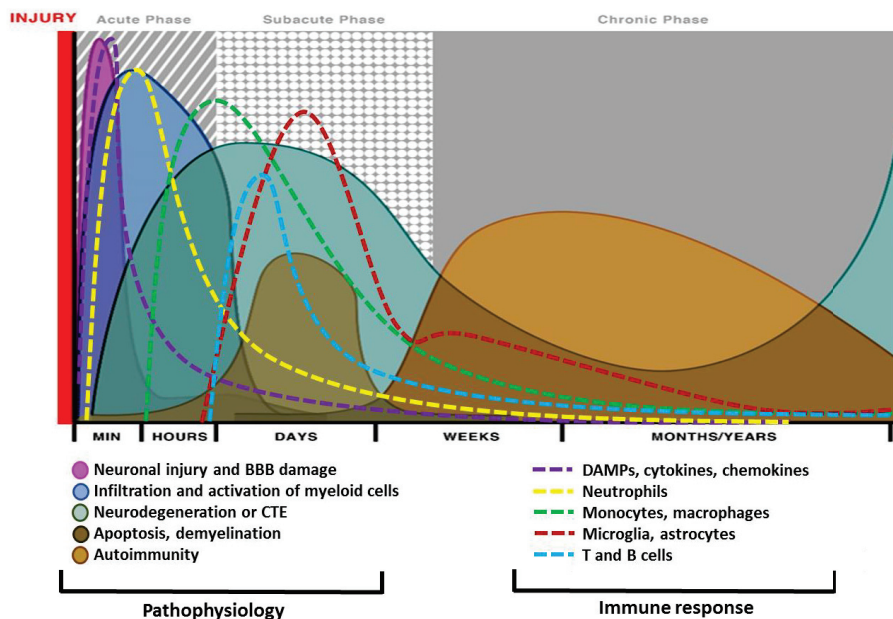 INJURY Acute Phase Subacute Phase Chronic Phase
MIN HOURS DAYS WEEKS MONTHS/YEARS
Neuronal injury and BBB damage
Infiltration and activation of myeloid cells
Neurodegeneration or CTE
Apoptosis, demyelination
Autoimmunity
Pathophysiology
DAMPs, cytokines, chemokines
Neutrophils
Monocytes, macrophages
Microglia, astrocytes
T and B cells
Immune response